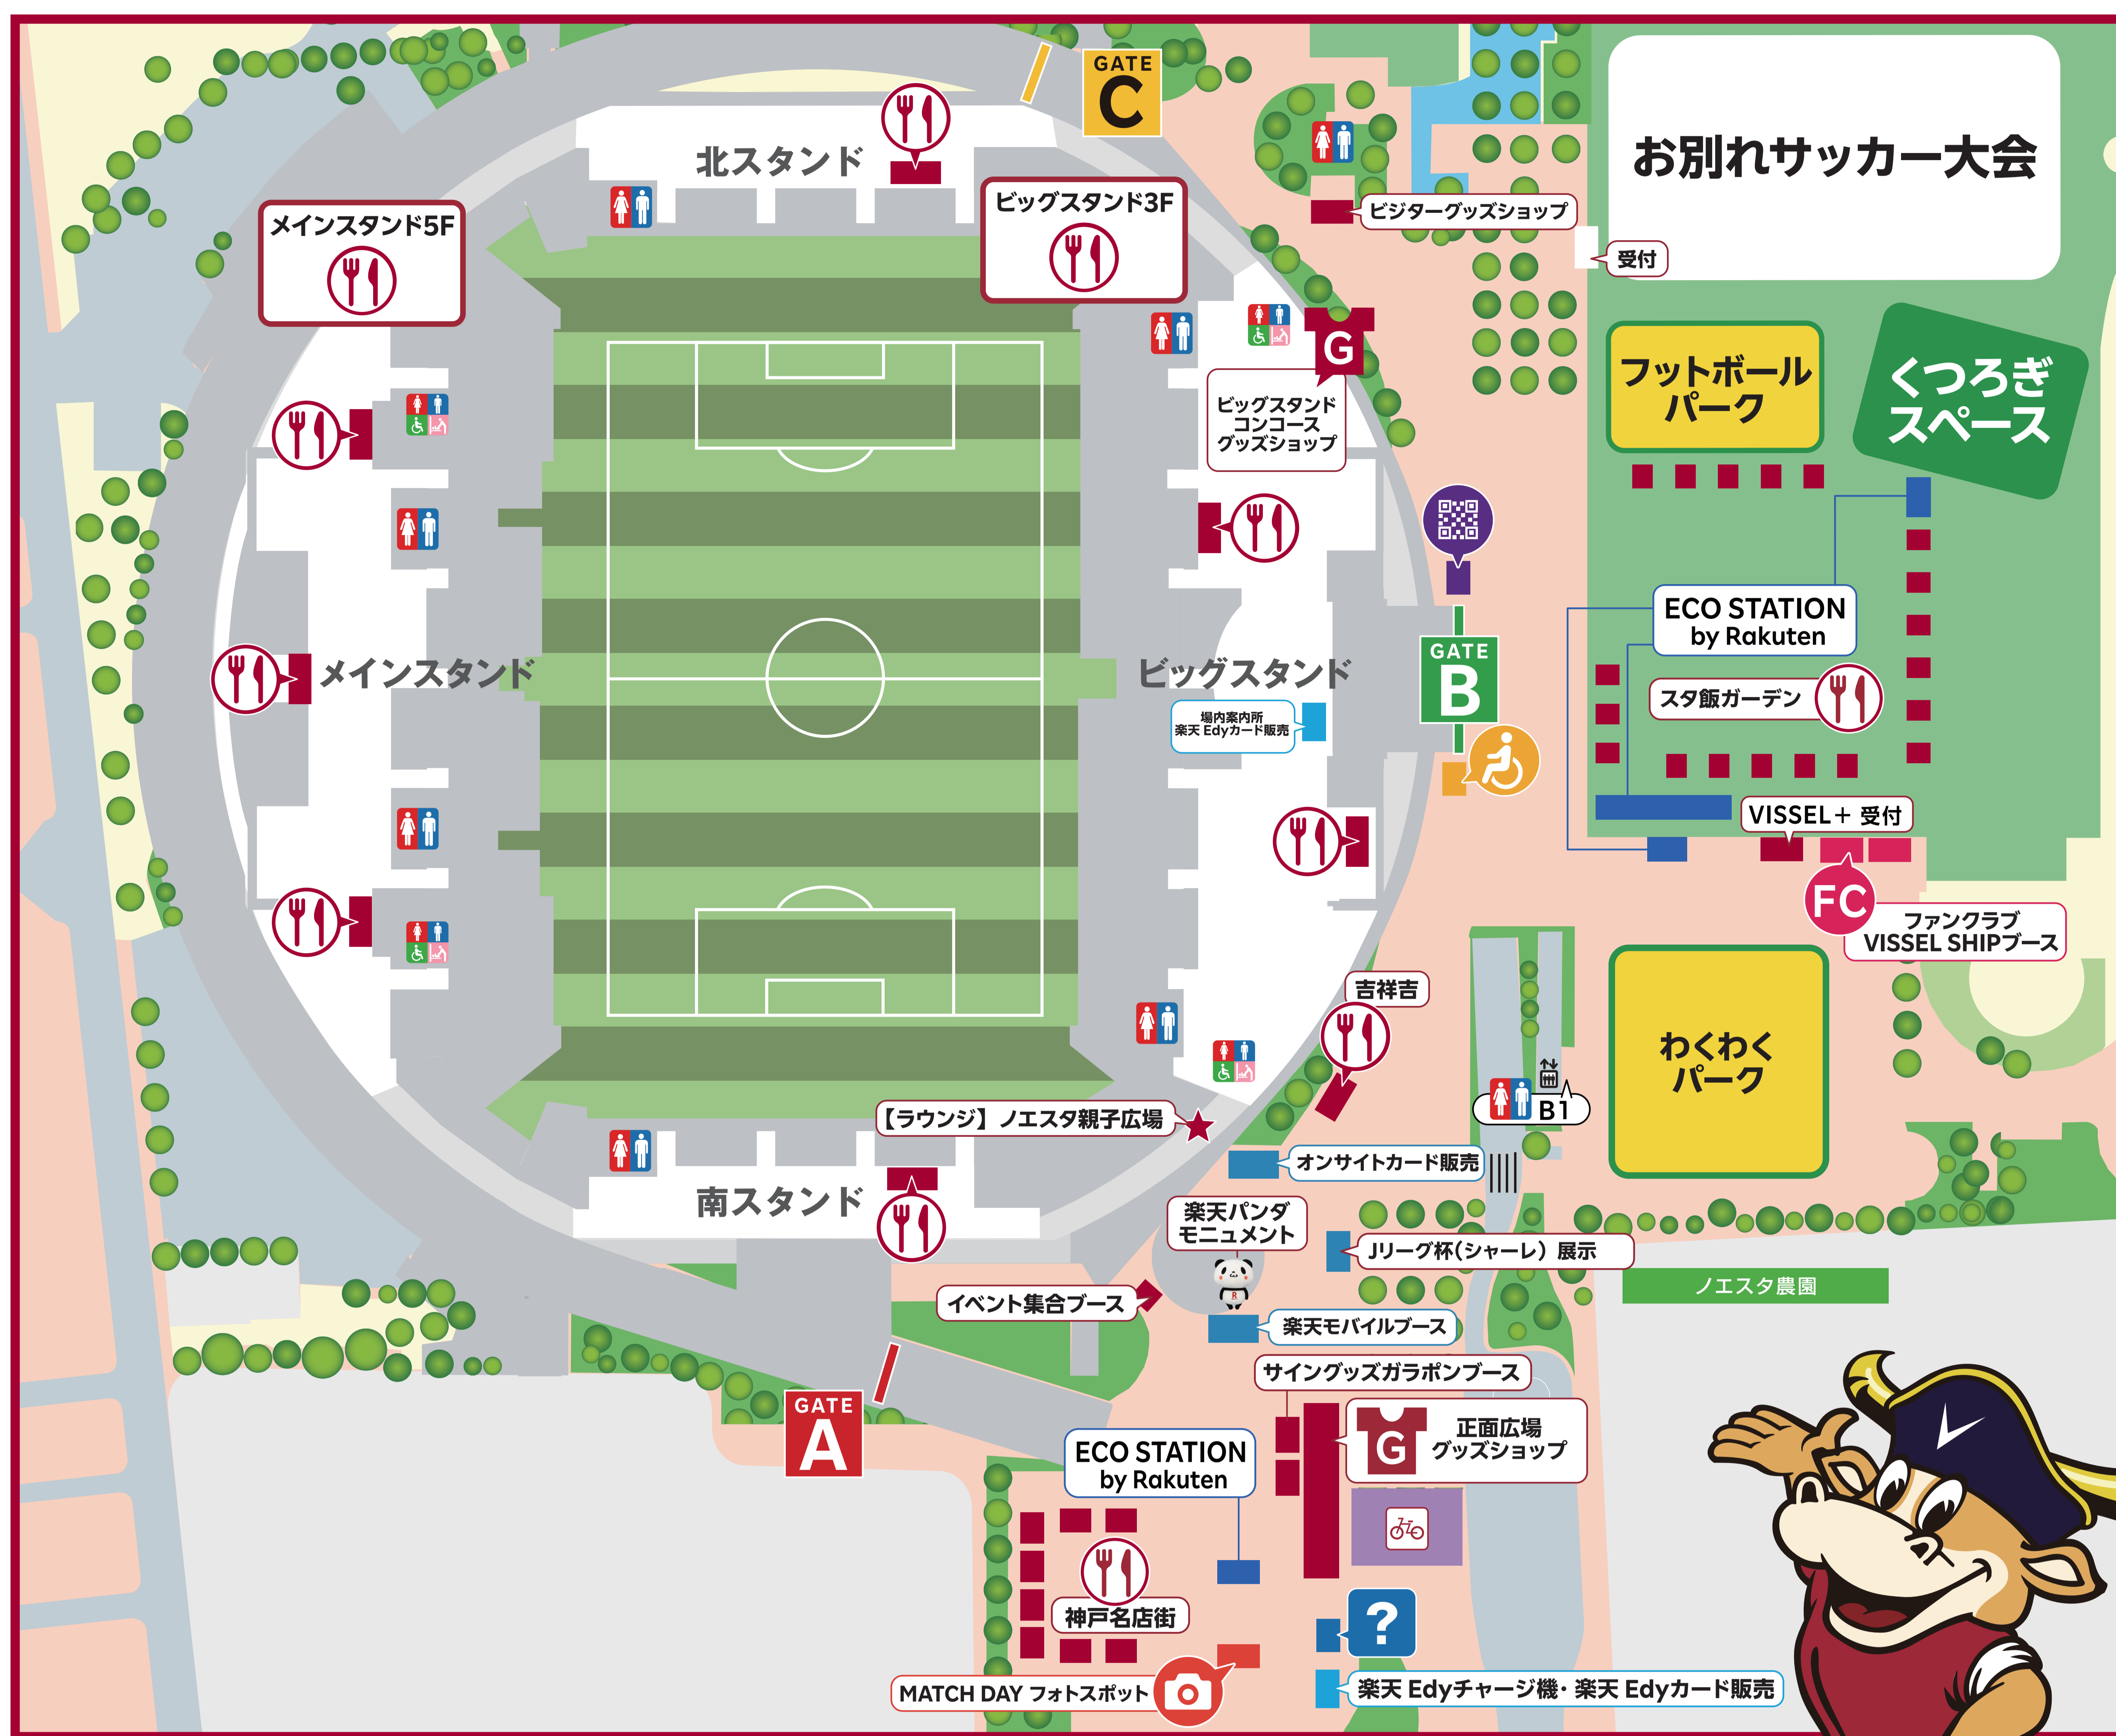 GATE
C
お別れサッカー大会
北スタンド
ビッグスタンド3F
メインスタンド5F
ビジターグッズショップ
受付
G
ビッグスタンド
コンコース
グッズショップ
フットボール
パーク
くつろぎ
スペース
ECO STATION
by Rakuten
メインスタンド
ビッグスタンド
GATE
B
スタ飯ガーデン
場内案内所
楽天 Edyカード販売
VISSEL＋ 受付
FC
ファンクラブ
VISSEL SHIPブース
吉祥吉
わくわく
パーク
B1
【ラウンジ】ノエスタ親子広場
オンサイトカード販売
南スタンド
楽天パンダ
モニュメント
Jリーグ杯（シャーレ）展示
ノエスタ農園
イベント集合ブース
R
楽天モバイルブース
サイングッズガラポンブース
GATE
A
G
正面広場
グッズショップ
ECO STATION
by Rakuten
神戸名店街
?
MATCH DAY フォトスポット
楽天 Edyチャージ機・楽天 Edyカード販売